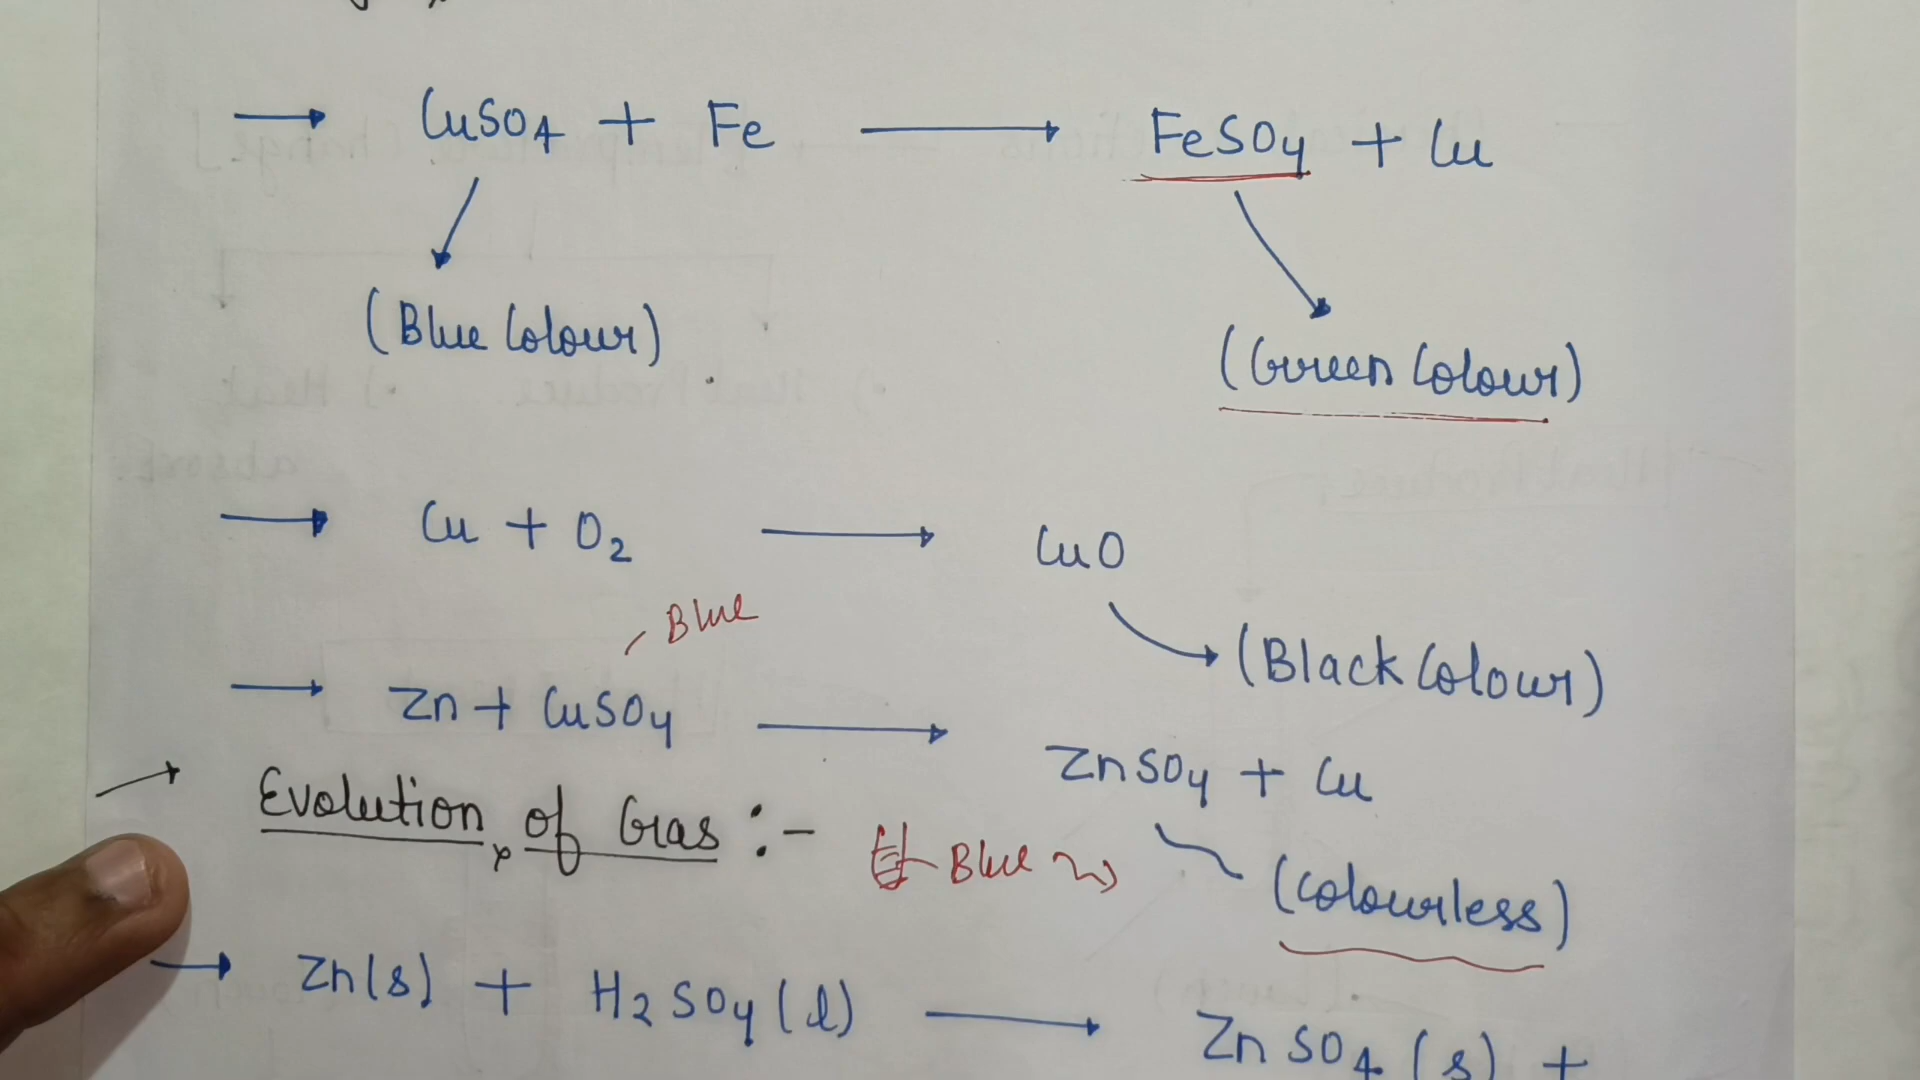 → CuSO4 + Fe → FeSO4 + Cu
(Blue Colour)
(Green Colour)
→ Cu + O2 → CuO
Blue
(Black Colour)
→ Zn + CuSO4 → ZnSO4 + Cu
→ Evolution of Gas :-
Blue
(colourless)
→ Zn(s) + H2SO4(l) → ZnSO4(s) +